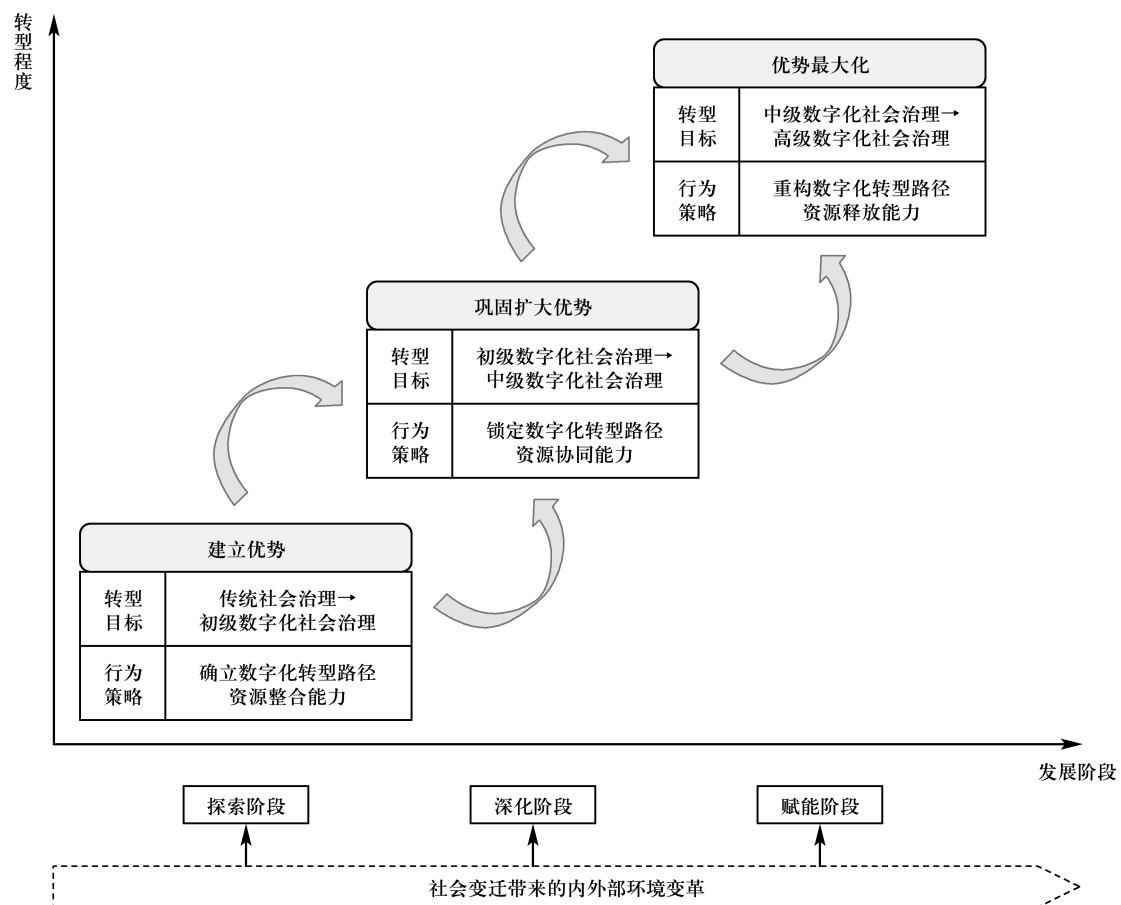 转型程度
优势最大化
转型
目标
中级数字化社会治理→
高级数字化社会治理
行为
策略
重构数字化转型路径
资源释放能力
巩固扩大优势
转型
目标
初级数字化社会治理→
中级数字化社会治理
行为
策略
锁定数字化转型路径
资源协同能力
建立优势
转型
目标
传统社会治理→
初级数字化社会治理
行为
策略
确立数字化转型路径
资源整合能力
发展阶段
探索阶段
深化阶段
赋能阶段
社会变迁带来的内外部环境变革